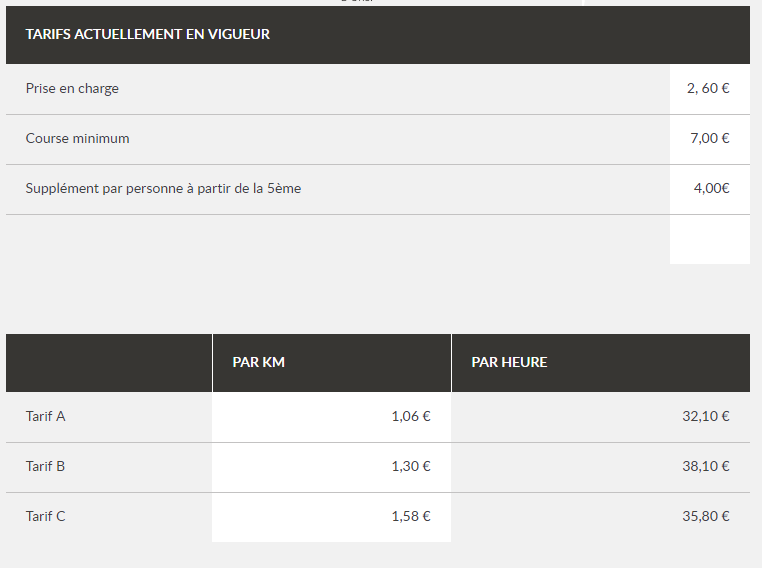 TARIFS ACTUELLEMENT EN VIGUEUR
Prise en charge 2, 60 €
Course minimum 7,00 €
Supplément par personne à partir de la 5ème 4,00€
PAR KM PAR HEURE
Tarif A 1,06 € 32,10 €
Tarif B 1,30 € 38,10 €
Tarif C 1,58 € 35,80 €